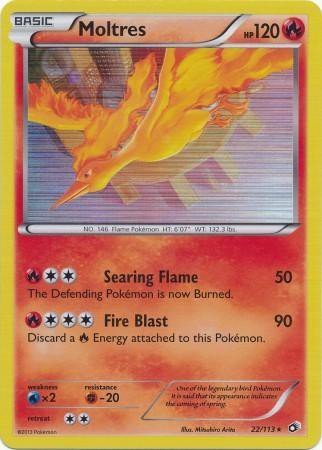 BASIC
Moltres
HP120
NO. 146 Flame Pokémon HT: 6'07" WT: 132.3 lbs.
Searing Flame 50
The Defending Pokémon is now Burned.
Fire Blast 90
Discard a Energy attached to this Pokémon.
weakness resistance
×2 -20
retreat
One of the legendary bird Pokémon.
It is said that its appearance indicates
the coming of spring.
©2013 Pokémon Illus. Mitsuhiro Arita 22/113 ★